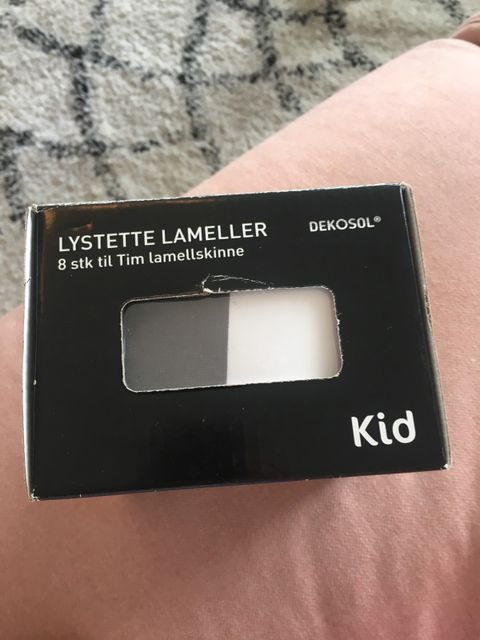 LYSTETTE LAMELLER
8 stk til Tim lamellskinne
DEKOSOL®
Kid